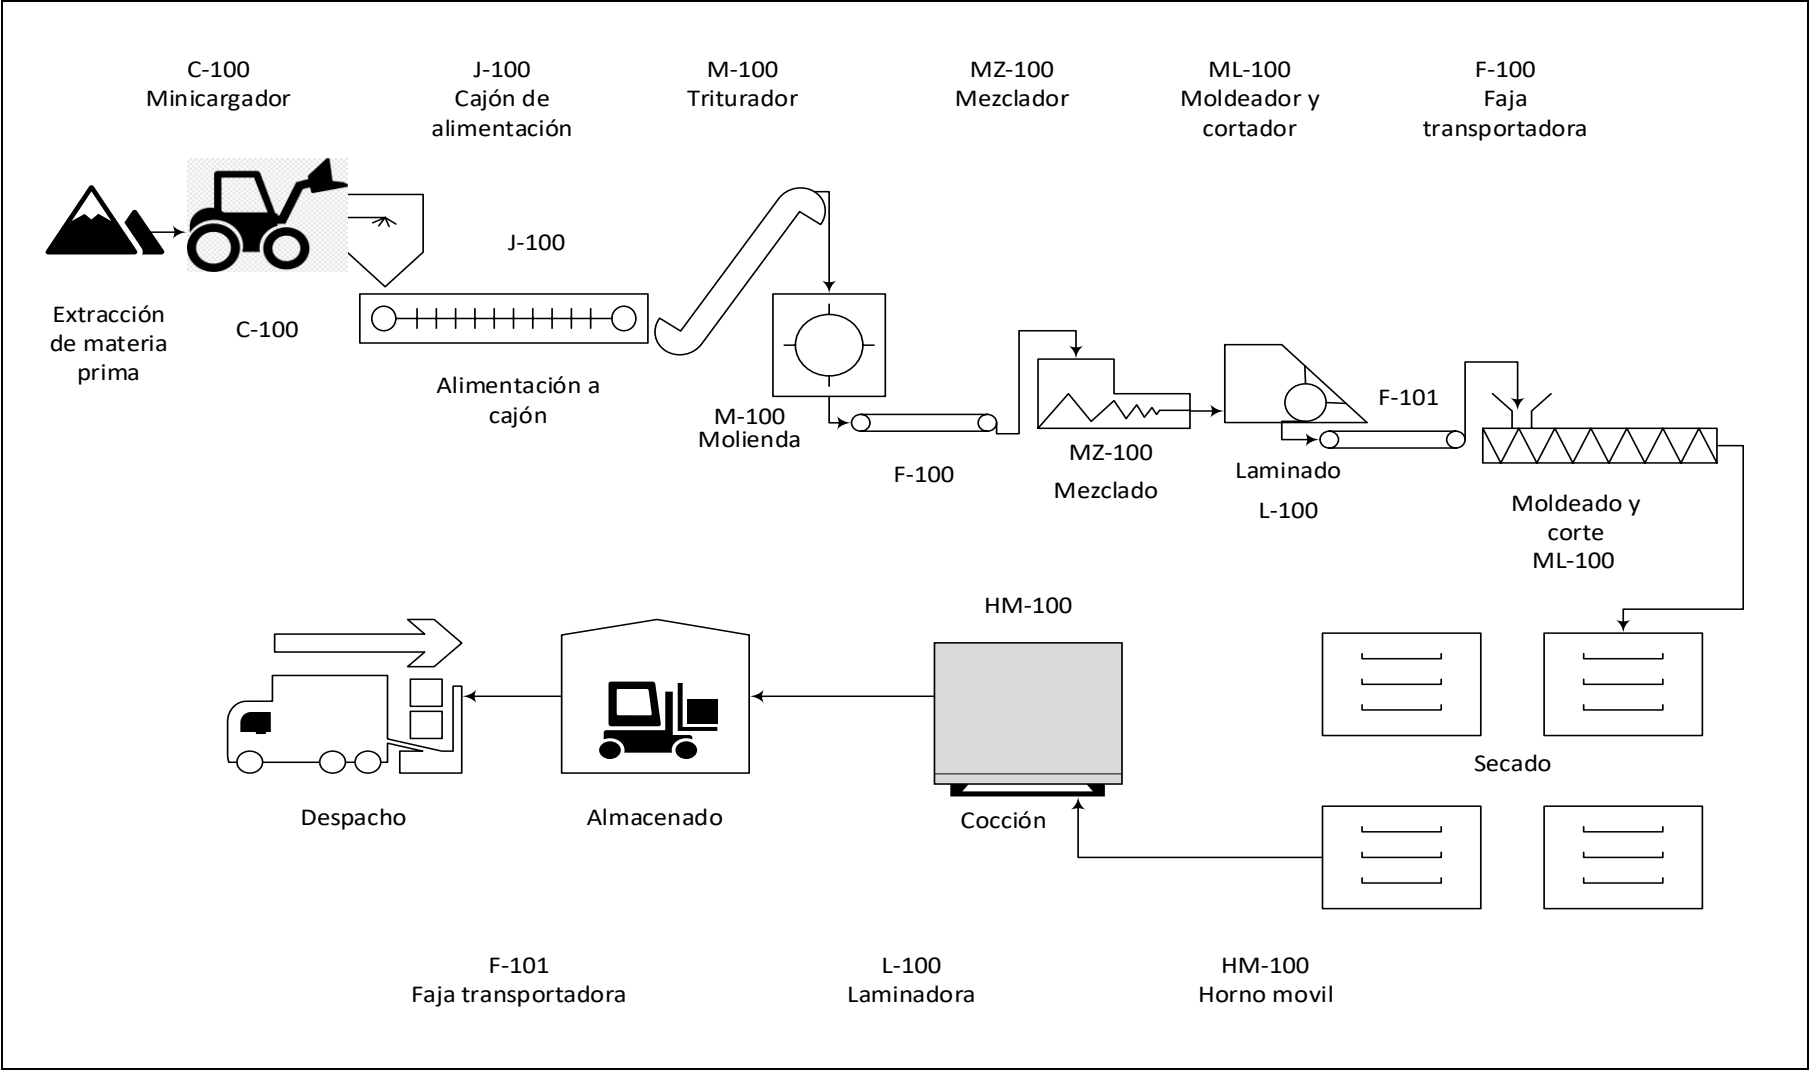 C-100
Minicargador
J-100
Cajón de
alimentación
M-100
Triturador
MZ-100
Mezclador
ML-100
Moldeador y
cortador
F-100
Faja
transportadora
J-100
Extracción
de materia
prima
C-100
Alimentación a
cajón
M-100
Molienda
F-100
MZ-100
Mezclado
F-101
Laminado
L-100
Moldeado y
corte
ML-100
HM-100
Secado
Despacho
Almacenado
Cocción
F-101
Faja transportadora
L-100
Laminadora
HM-100
Horno movil